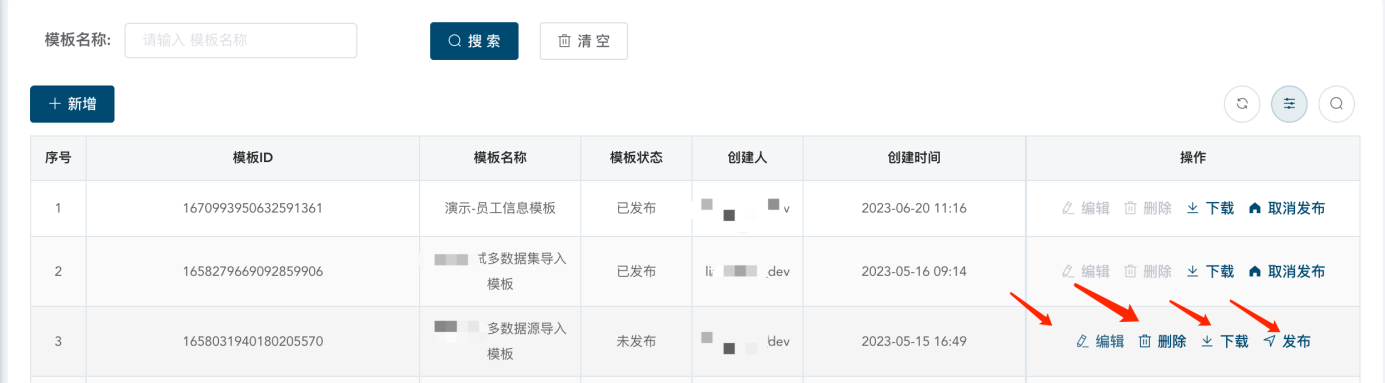 模板名称: 请输入 模板名称 搜 索 清 空
新增
序号 模板ID 模板名称 模板状态 创建人 创建时间 操作
1 1670993950632591361 演示-员工信息模板 已发布 v 2023-06-20 11:16 编辑 删除 下载 取消发布
2 1658279669092859906 式多数据集导入 已发布 li _dev 2023-05-16 09:14 编辑 删除 下载 取消发布
模板
3 1658031940180205570 多数据源导入 未发布 dev 2023-05-15 16:49 编辑 删除 下载 发布
模板